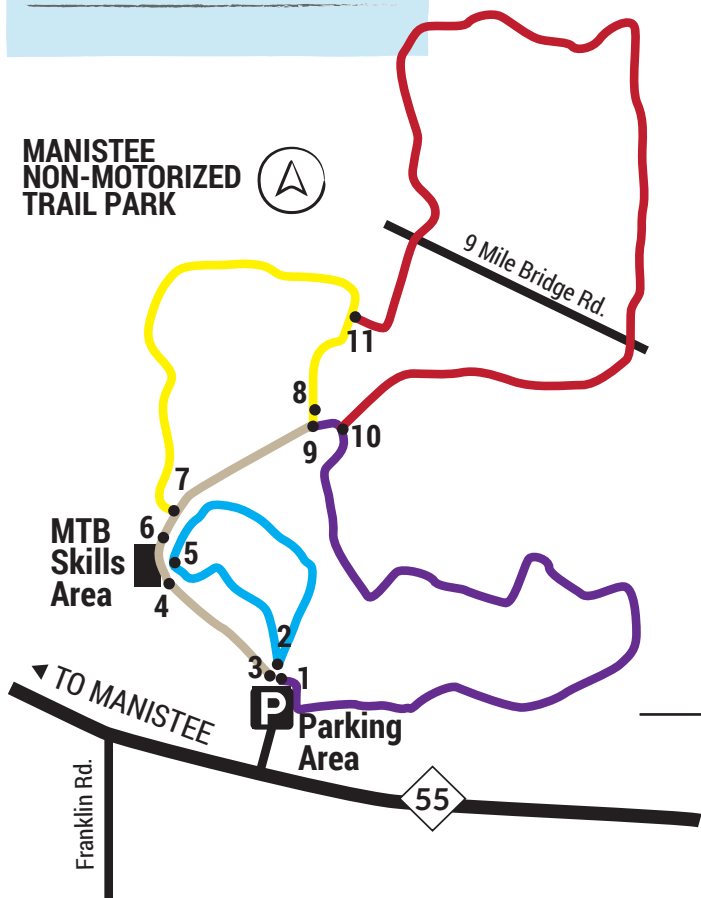 MANISTEE
NON-MOTORIZED
TRAIL PARK
9 Mile Bridge Rd.
11
8
9
10
7
6
MTB
Skills
Area
5
4
2
3
1
P
Parking
Area
TO MANISTEE
55
Franklin Rd.